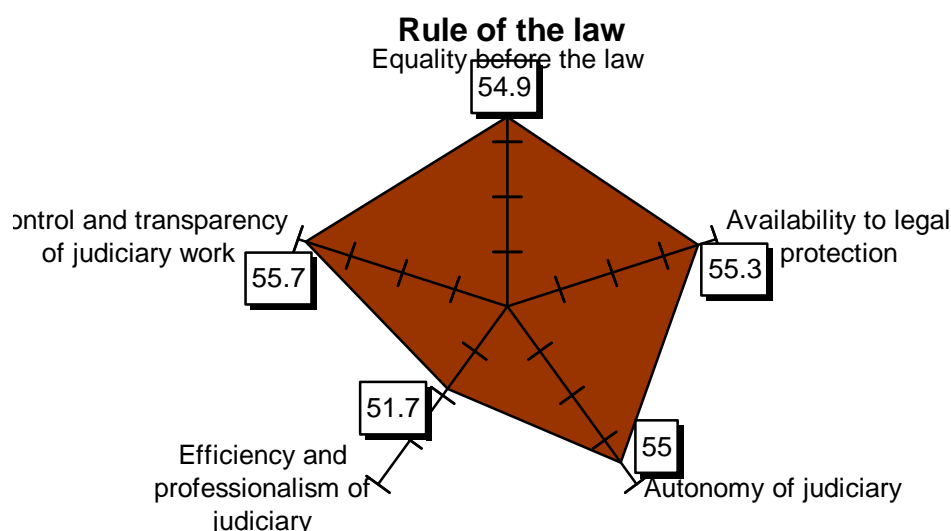 Rule of the law
Equality before the law
54.9
ontrol and transparency
of judiciary work
55.7
Availability to legal
protection
55.3
51.7
Efficiency and
professionalism of
judiciary
55
Autonomy of judiciary